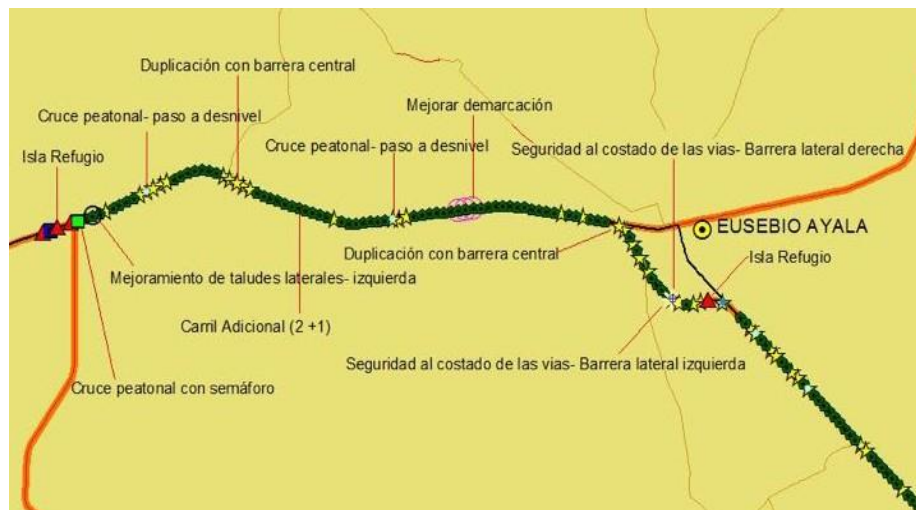 Duplicación con barrera central
Mejorar demarcación
Cruce peatonal- paso a desnivel
Cruce peatonal- paso a desnivel
Seguridad al costado de las vias- Barrera lateral derecha
Isla Refugio
EUSEBIO AYALA
Duplicación con barrera central
Isla Refugio
Mejoramiento de taludes laterales- izquierda
Carril Adicional (2 +1)
Seguridad al costado de las vias- Barrera lateral izquierda
Cruce peatonal con semáforo